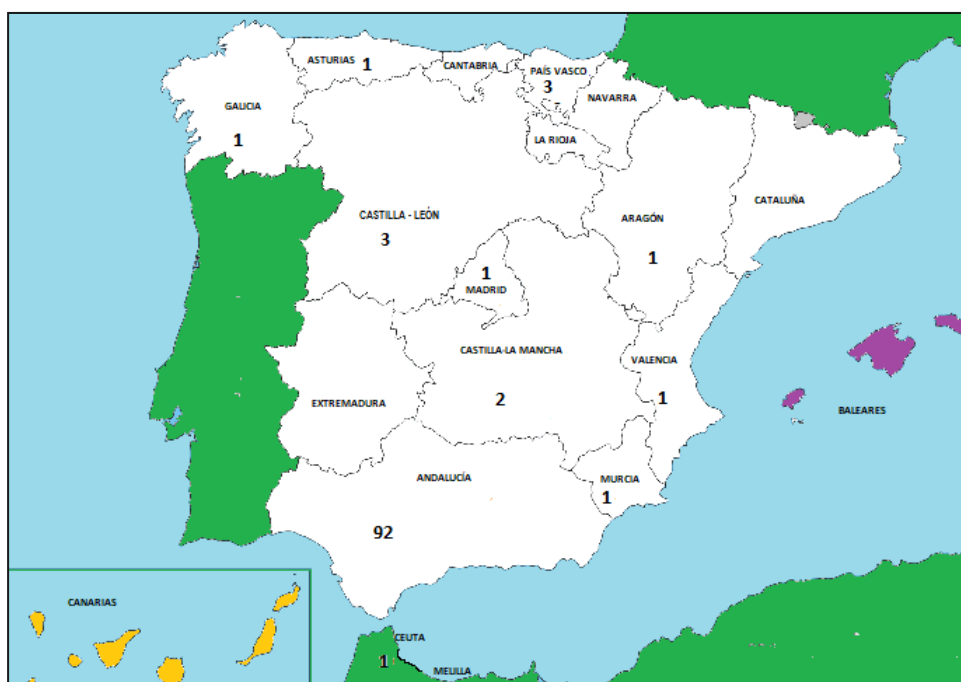 ASTURIAS 1
CANTABRIA
PAÍS VASCO
3
NAVARRA
GALICIA
1
LA RIOJA
CASTILLA - LEÓN
3
ARAGÓN
1
CATALUÑA
1
MADRID
CASTILLA-LA MANCHA
2
VALENCIA
1
EXTREMADURA
BALEARES
ANDALUCÍA
92
MURCIA
1
CANARIAS
CEUTA
1
MELILLA